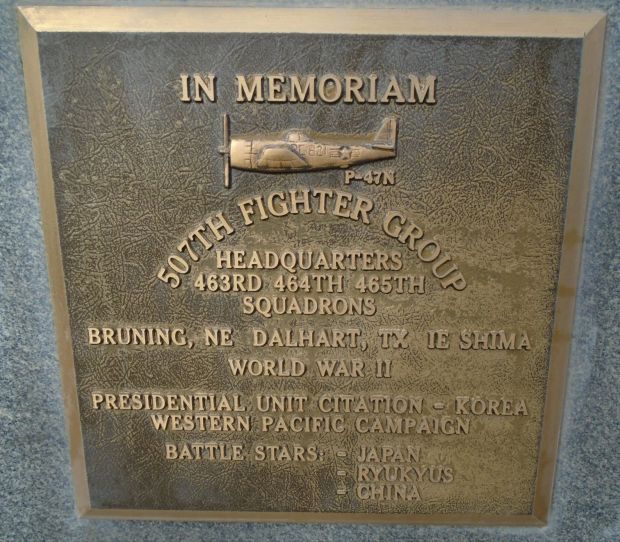 IN MEMORIAM
P-47N
507TH FIGHTER GROUP
HEADQUARTERS
463RD 464TH 465TH
SQUADRONS
BRUNING, NE DALHART, TX IE SHIMA
WORLD WAR II
PRESIDENTIAL UNIT CITATION - KOREA
WESTERN PACIFIC CAMPAIGN
BATTLE STARS: - JAPAN
- RYUKYUS
- CHINA